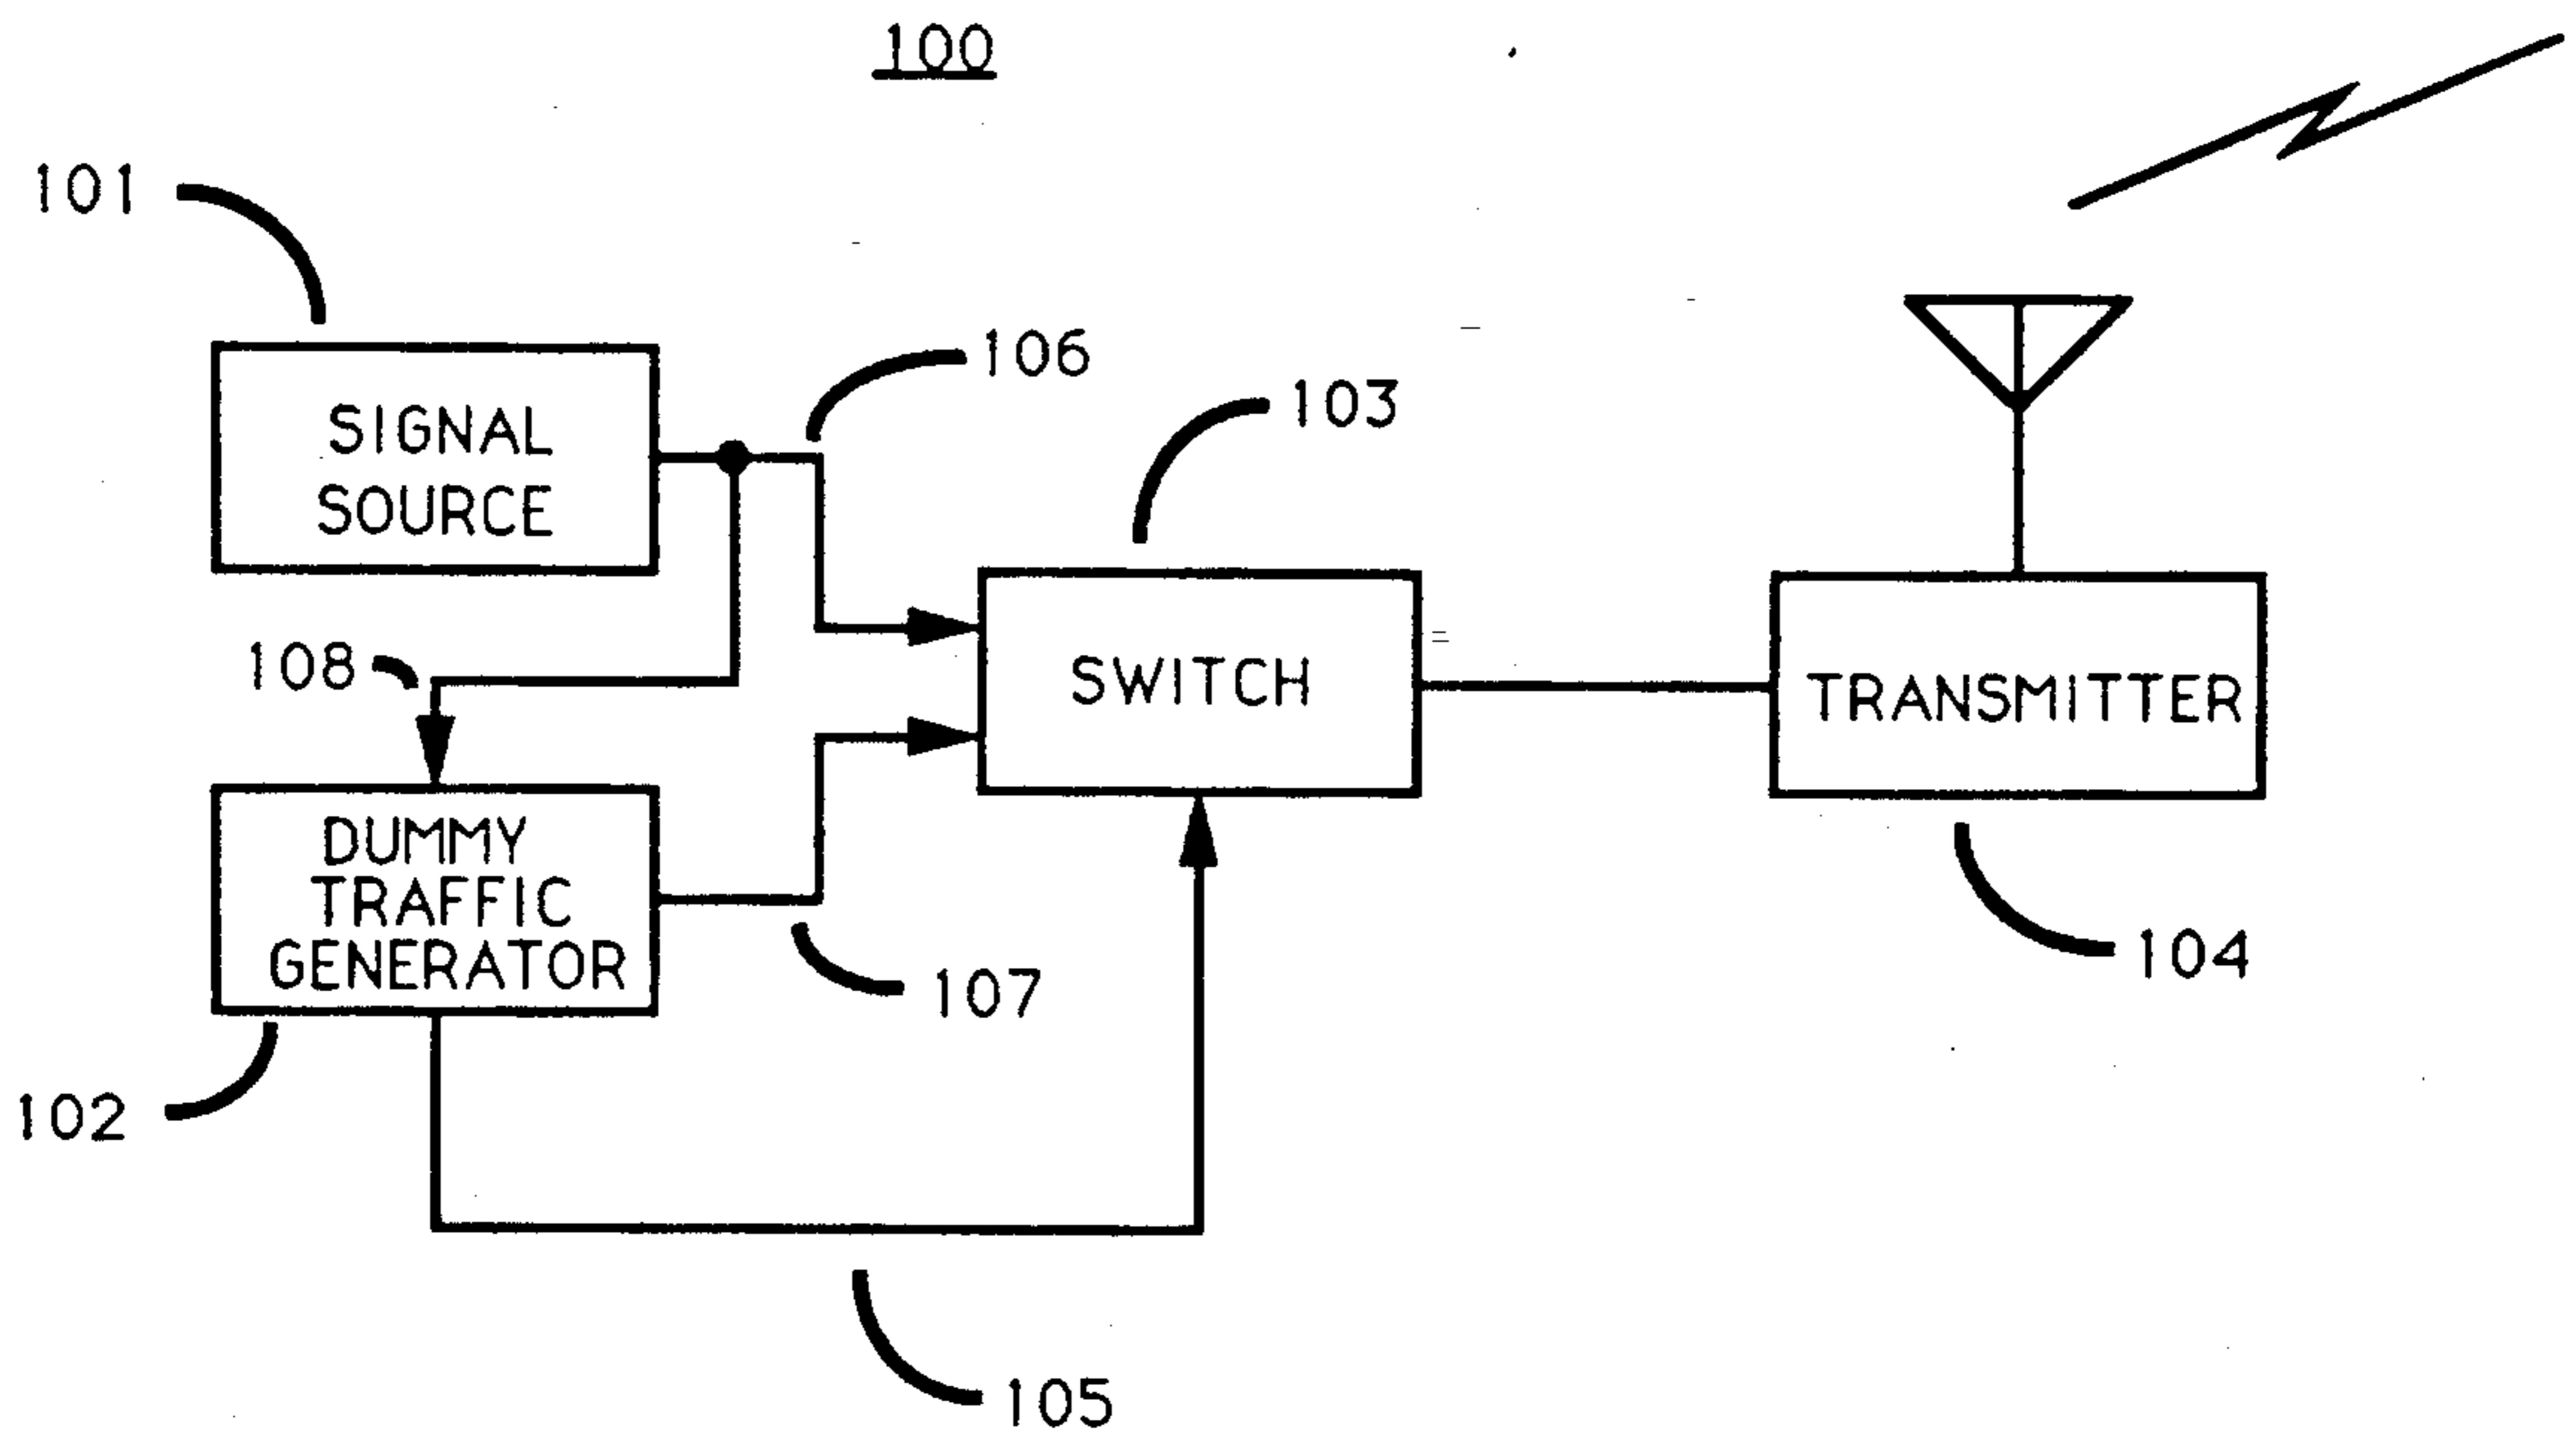 100
101
106
103
SIGNAL
SOURCE
108
SWITCH
TRANSMITTER
DUMMY
TRAFFIC
GENERATOR
107
104
102
105